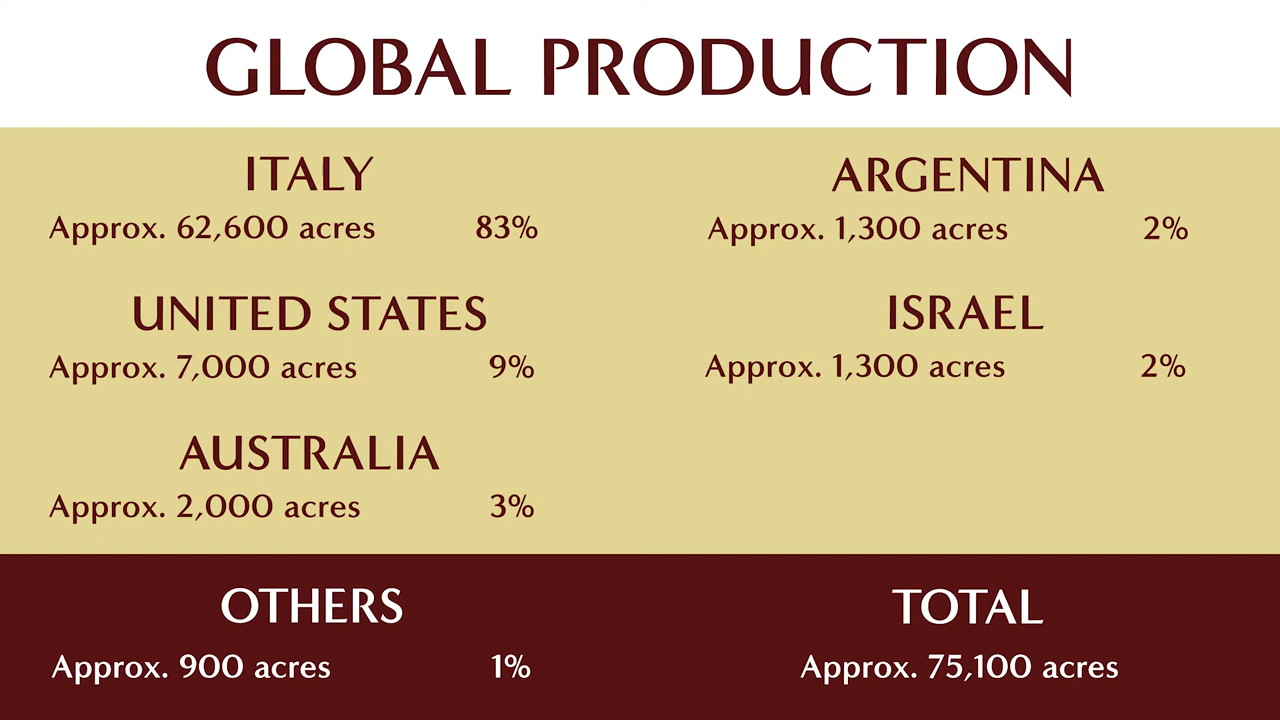 GLOBAL PRODUCTION
ITALY
Approx. 62,600 acres 83%
UNITED STATES
Approx. 7,000 acres 9%
AUSTRALIA
Approx. 2,000 acres 3%
ARGENTINA
Approx. 1,300 acres 2%
ISRAEL
Approx. 1,300 acres 2%
OTHERS
Approx. 900 acres 1%
TOTAL
Approx. 75,100 acres